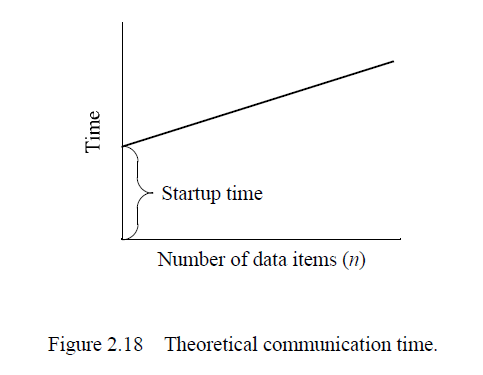 Time
Startup time
Number of data items (n)
Figure 2.18 Theoretical communication time.